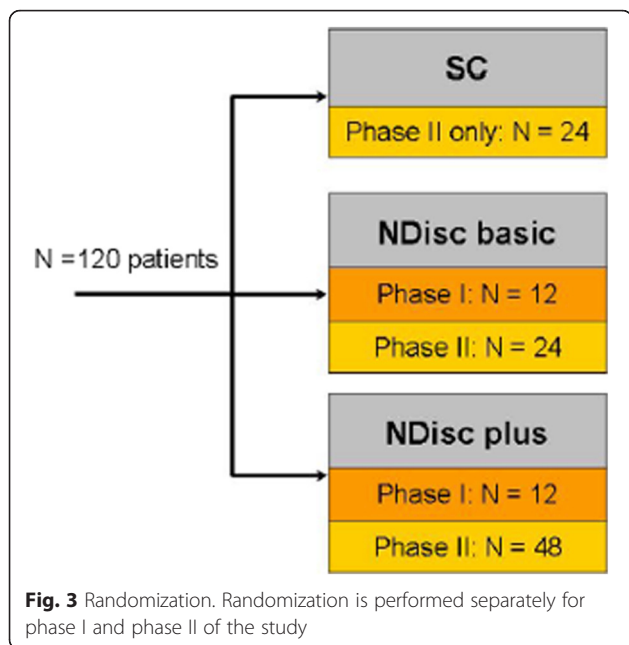 SC
Phase II only: N = 24
N =120 patients
NDisc basic
Phase I: N = 12
Phase II: N = 24
NDisc plus
Phase I: N = 12
Phase II: N = 48
Fig. 3 Randomization. Randomization is performed separately for
phase I and phase II of the study